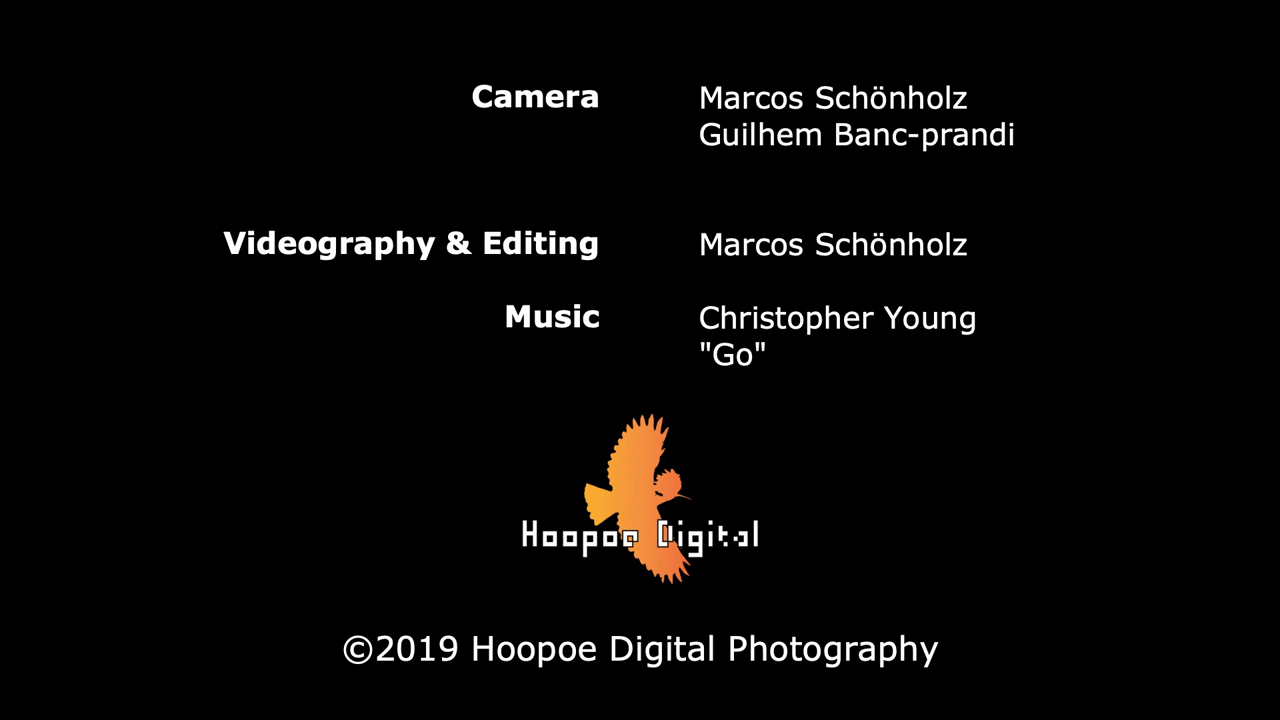 Camera Marcos Schönholz
Guilhem Banc-prandi
Videography & Editing Marcos Schönholz
Music Christopher Young
"Go"
Hoopoe Digital
©2019 Hoopoe Digital Photography